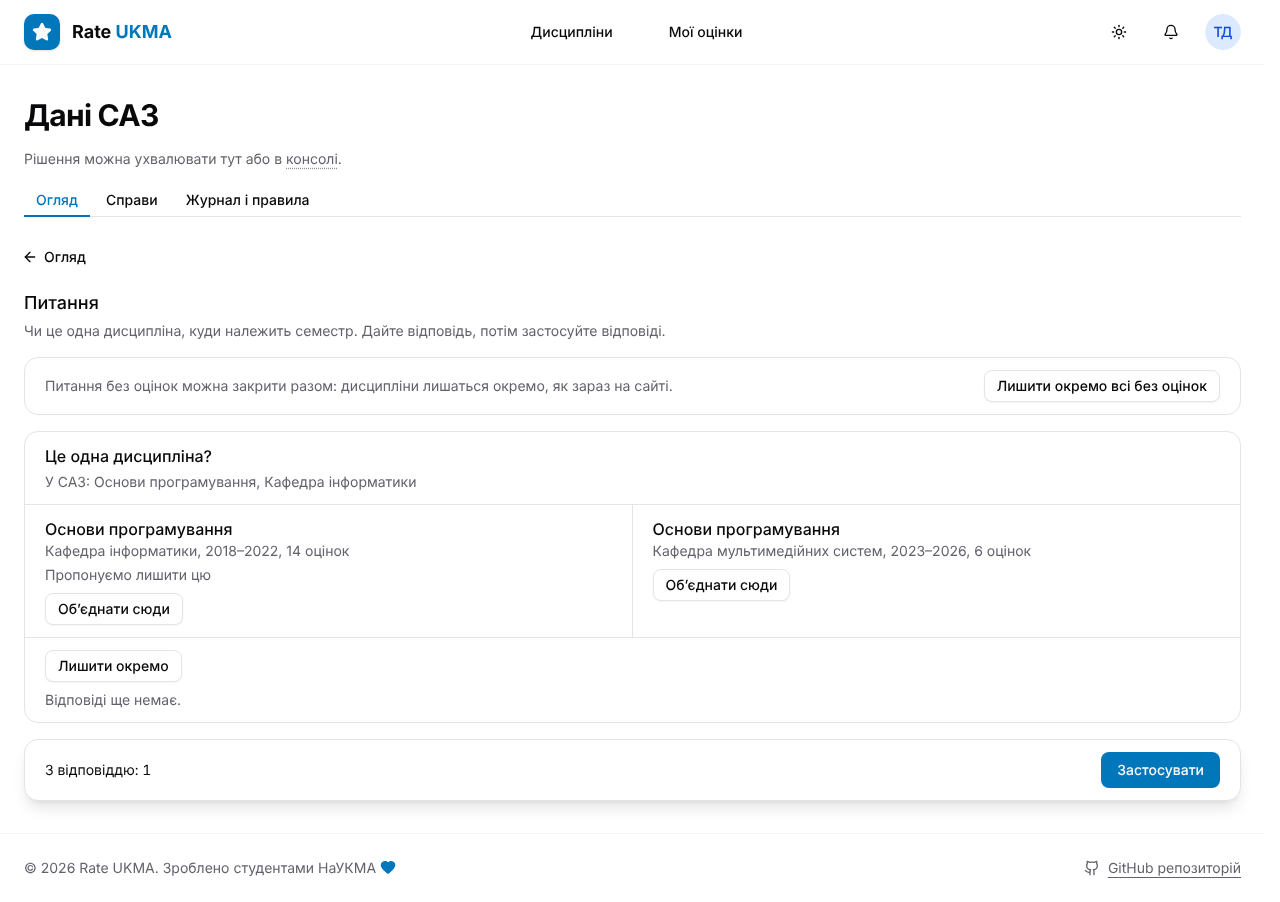 Rate UKMA
Дисципліни
Мої оцінки
ТД
Дані САЗ
Рішення можна ухвалювати тут або в консолі.
Огляд
Справи
Журнал і правила
Огляд
Питання
Чи це одна дисципліна, куди належить семестр. Дайте відповідь, потім застосуйте відповіді.
Питання без оцінок можна закрити разом: дисципліни лишаться окремо, як зараз на сайті.
Лишити окремо всі без оцінок
Це одна дисципліна?
У САЗ: Основи програмування, Кафедра інформатики
Основи програмування
Кафедра інформатики, 2018–2022, 14 оцінок
Пропонуємо лишити цю
Об’єднати сюди
Основи програмування
Кафедра мультимедійних систем, 2023–2026, 6 оцінок
Об’єднати сюди
Лишити окремо
Відповіді ще немає.
З відповіддю: 1
Застосувати
© 2026 Rate UKMA. Зроблено студентами НаУКМА
GitHub репозиторій